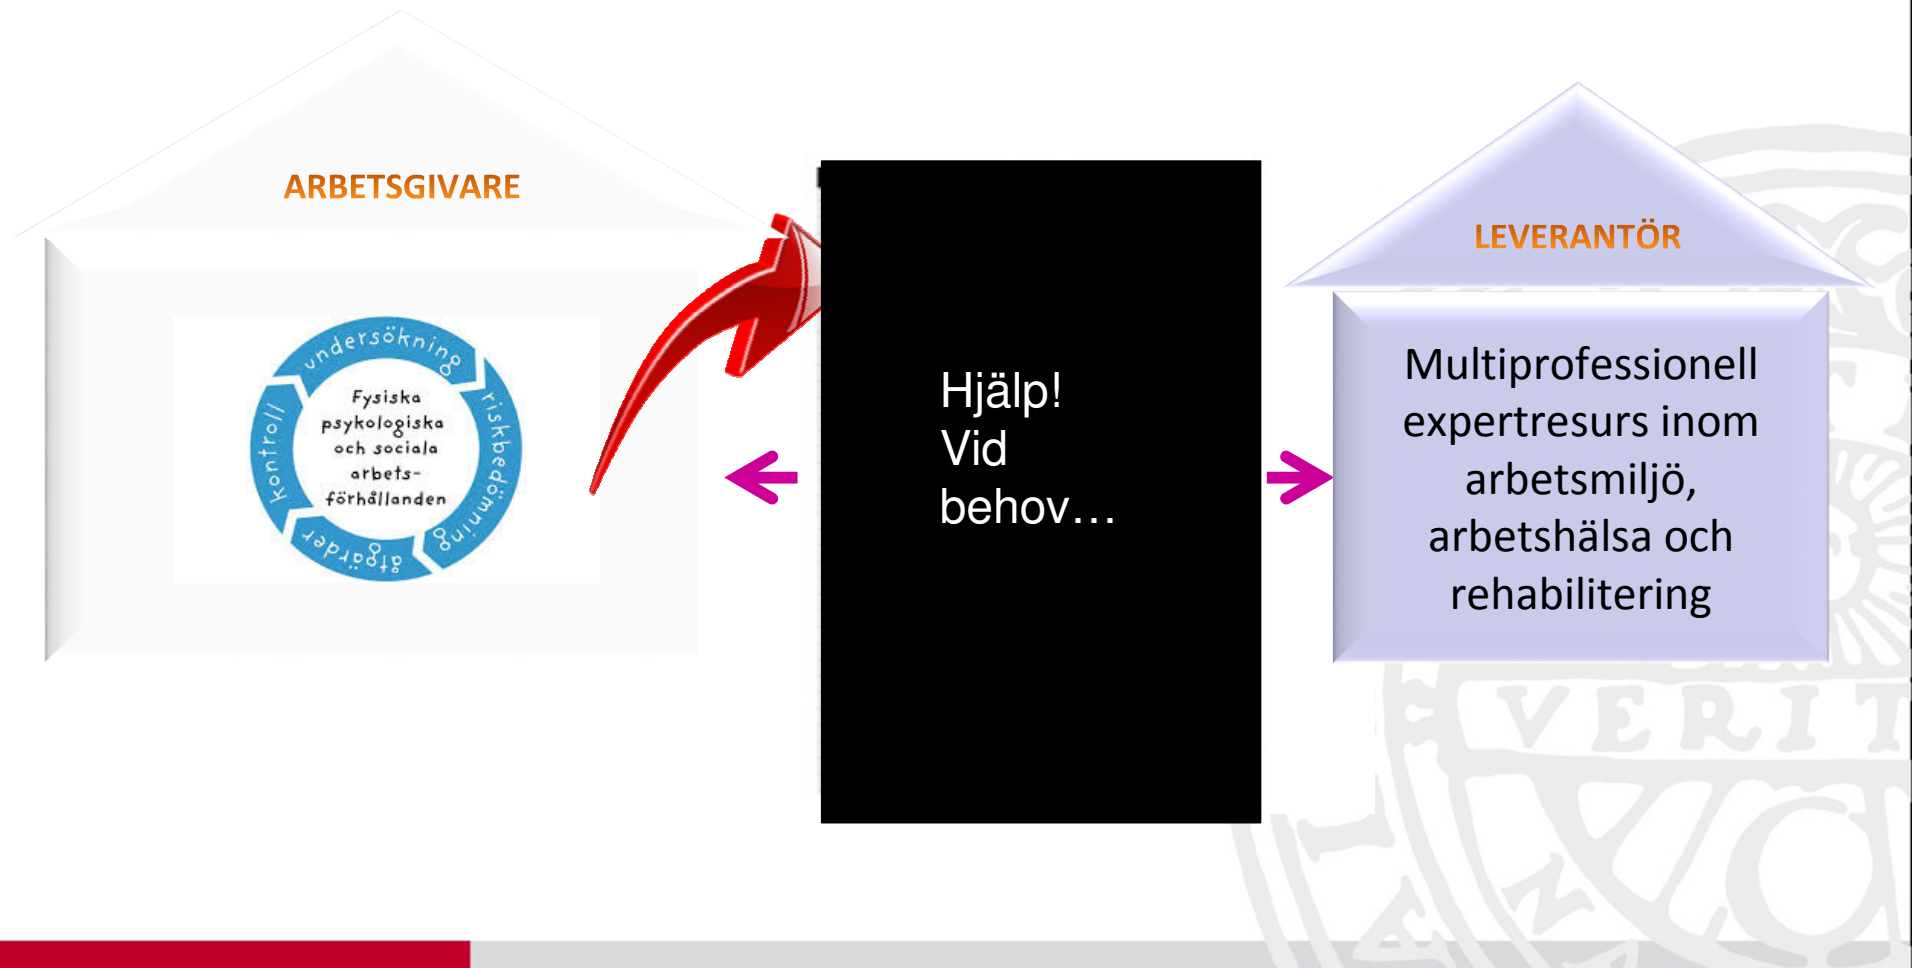 ARBETSGIVARE
undersökning
riskbedömning
åtgärder
kontroll
Fysiska
psykologiska
och sociala
arbets-
förhållanden
Hjälp!
Vid
behov…
LEVERANTÖR
Multiprofessionell
expertresurs inom
arbetsmiljö,
arbetshälsa och
rehabilitering
VERIT